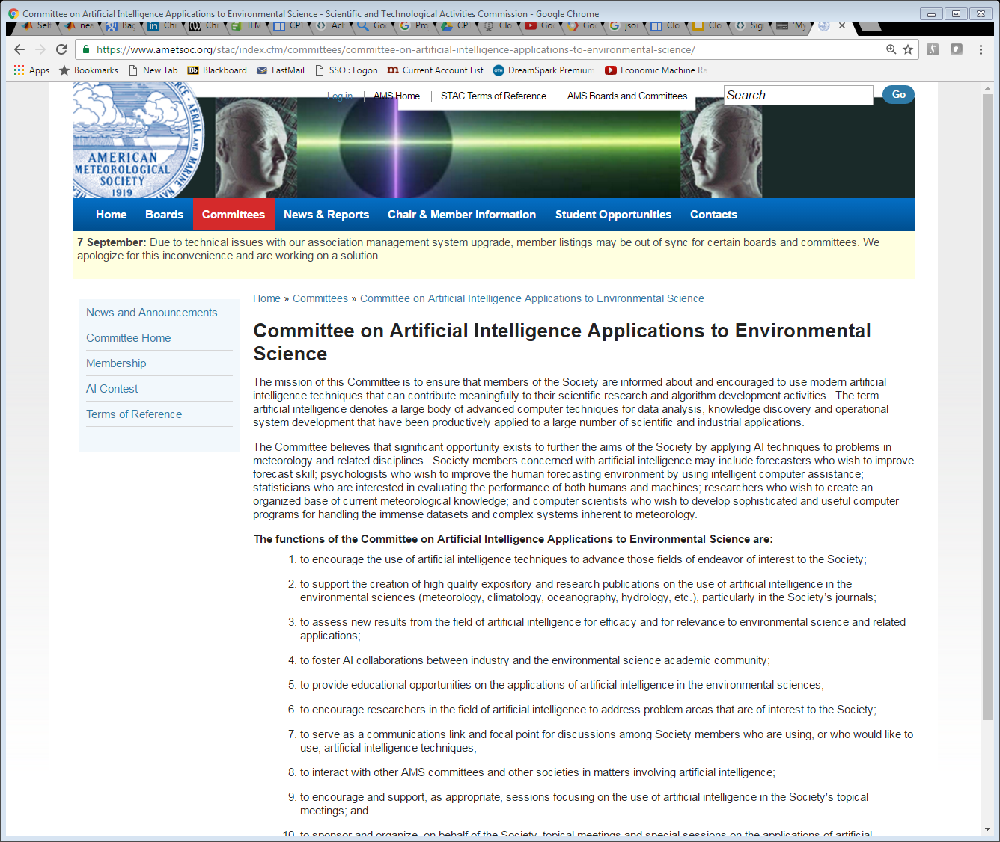 Committee on Artificial Intelligence Applications to Environmental Science - Scientific and Technological Activities Commission - Google Chrome
Self nea Bac Chi Chi ILM CP. Ach Goo Pro CP. Clo Goo Goo json Clo Clo Sig 'My
https://www.ametsoc.org/stac/index.cfm/committees/committee-on-artificial-intelligence-applications-to-environmental-science/
Apps Bookmarks New Tab Bb Blackboard FastMail SSO : Logon m Current Account List OTH DreamSpark Premium Economic Machine Ra
Log in | AMS Home | STAC Terms of Reference | AMS Boards and Committees Search Go
AMERICAN
METEOROLOGICAL
SOCIETY
1919
Home Boards Committees News & Reports Chair & Member Information Student Opportunities Contacts
7 September: Due to technical issues with our association management system upgrade, member listings may be out of sync for certain boards and committees. We
apologize for this inconvenience and are working on a solution.
News and Announcements
Committee Home
Membership
AI Contest
Terms of Reference
Home » Committees » Committee on Artificial Intelligence Applications to Environmental Science
Committee on Artificial Intelligence Applications to Environmental
Science
The mission of this Committee is to ensure that members of the Society are informed about and encouraged to use modern artificial
intelligence techniques that can contribute meaningfully to their scientific research and algorithm development activities.  The term
artificial intelligence denotes a large body of advanced computer techniques for data analysis, knowledge discovery and operational
system development that have been productively applied to a large number of scientific and industrial applications.
The Committee believes that significant opportunity exists to further the aims of the Society by applying AI techniques to problems in
meteorology and related disciplines.  Society members concerned with artificial intelligence may include forecasters who wish to improve
forecast skill; psychologists who wish to improve the human forecasting environment by using intelligent computer assistance;
statisticians who are interested in evaluating the performance of both humans and machines; researchers who wish to create an
organized base of current meteorological knowledge; and computer scientists who wish to develop sophisticated and useful computer
programs for handling the immense datasets and complex systems inherent to meteorology.
The functions of the Committee on Artificial Intelligence Applications to Environmental Science are:
1. to encourage the use of artificial intelligence techniques to advance those fields of endeavor of interest to the Society;
2. to support the creation of high quality expository and research publications on the use of artificial intelligence in the
environmental sciences (meteorology, climatology, oceanography, hydrology, etc.), particularly in the Society's journals;
3. to assess new results from the field of artificial intelligence for efficacy and for relevance to environmental science and related
applications;
4. to foster AI collaborations between industry and the environmental science academic community;
5. to provide educational opportunities on the applications of artificial intelligence in the environmental sciences;
6. to encourage researchers in the field of artificial intelligence to address problem areas that are of interest to the Society;
7. to serve as a communications link and focal point for discussions among Society members who are using, or who would like to
use, artificial intelligence techniques;
8. to interact with other AMS committees and other societies in matters involving artificial intelligence;
9. to encourage and support, as appropriate, sessions focusing on the use of artificial intelligence in the Society's topical
meetings; and
10. to sponsor and organize, on behalf of the Society, topical meetings and special sessions on the applications of artificial